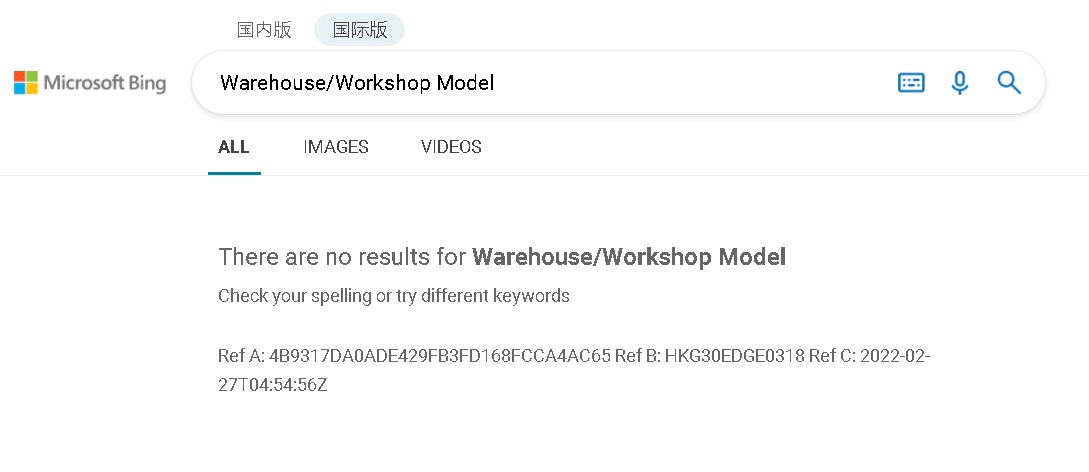 国内版 国际版
Microsoft Bing
Warehouse/Workshop Model
ALL IMAGES VIDEOS
There are no results for Warehouse/Workshop Model
Check your spelling or try different keywords
Ref A: 4B9317DA0ADE429FB3FD168FCCA4AC65 Ref B: HKG30EDGE0318 Ref C: 2022-02-
27T04:54:56Z